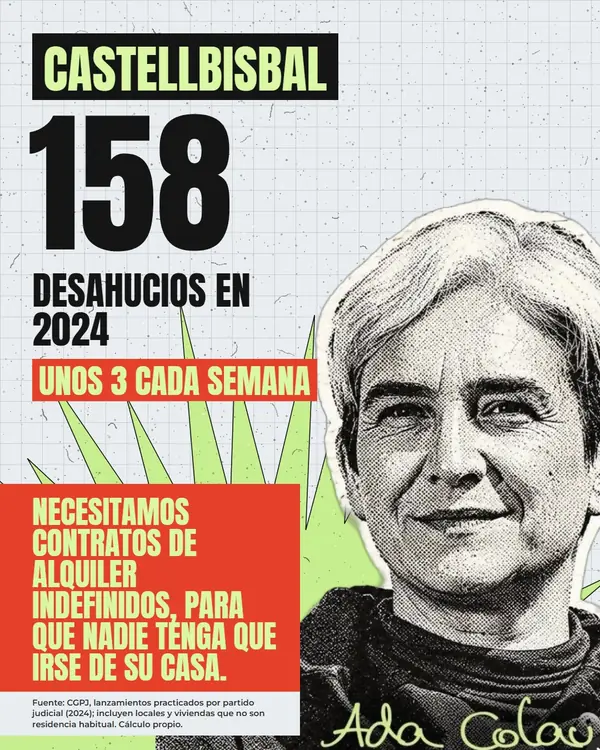 CASTELLBISBAL
158
DESAHUCIOS EN
2024
UNOS 3 CADA SEMANA
NECESITAMOS
CONTRATOS DE
ALQUILER
INDEFINIDOS, PARA
QUE NADIE TENGA QUE
IRSE DE SU CASA.
Fuente: CGPJ, lanzamientos practicados por partido
judicial (2024); incluyen locales y viviendas que no son
residencia habitual. Cálculo propio.
Ada Colau